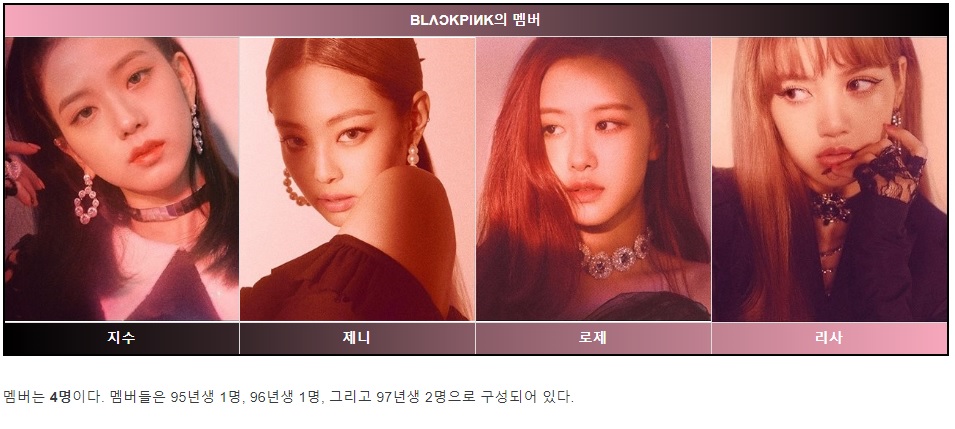 BLΛƆKPIИK의 멤버
지수 제니 로제 리사
멤버는 4명이다. 멤버들은 95년생 1명, 96년생 1명, 그리고 97년생 2명으로 구성되어 있다.